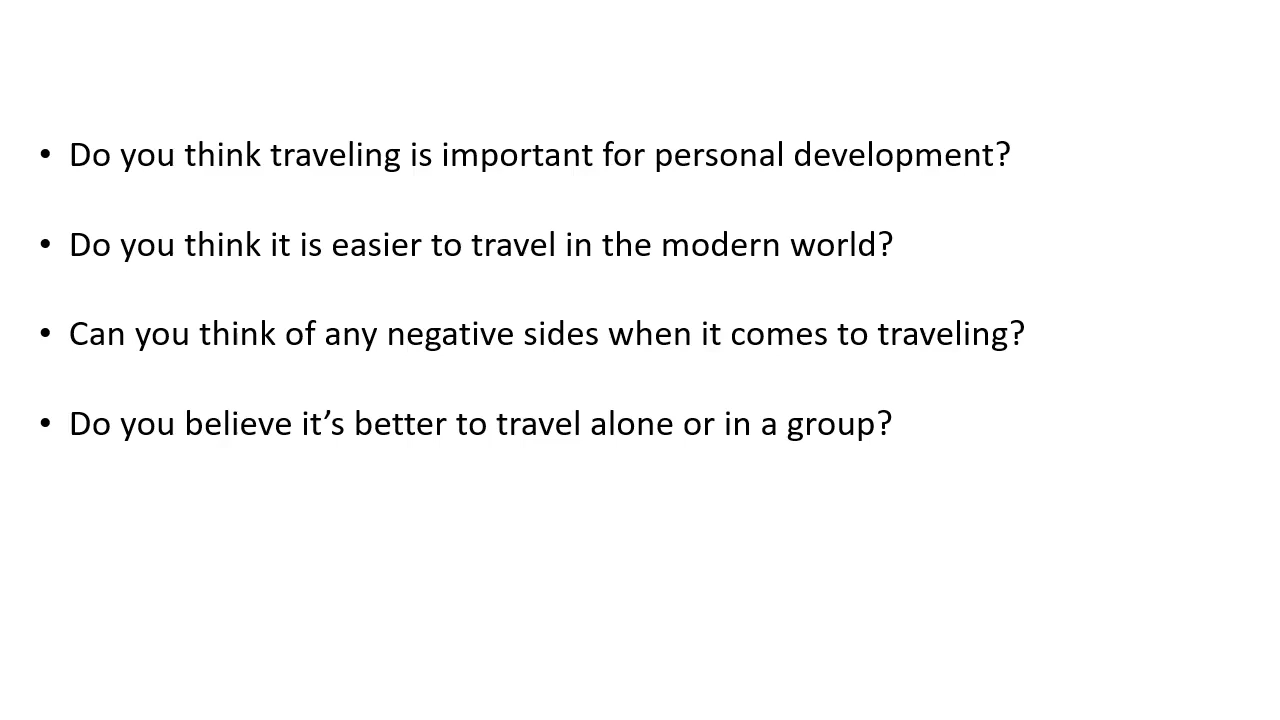 • Do you think traveling is important for personal development?
• Do you think it is easier to travel in the modern world?
• Can you think of any negative sides when it comes to traveling?
• Do you believe it’s better to travel alone or in a group?